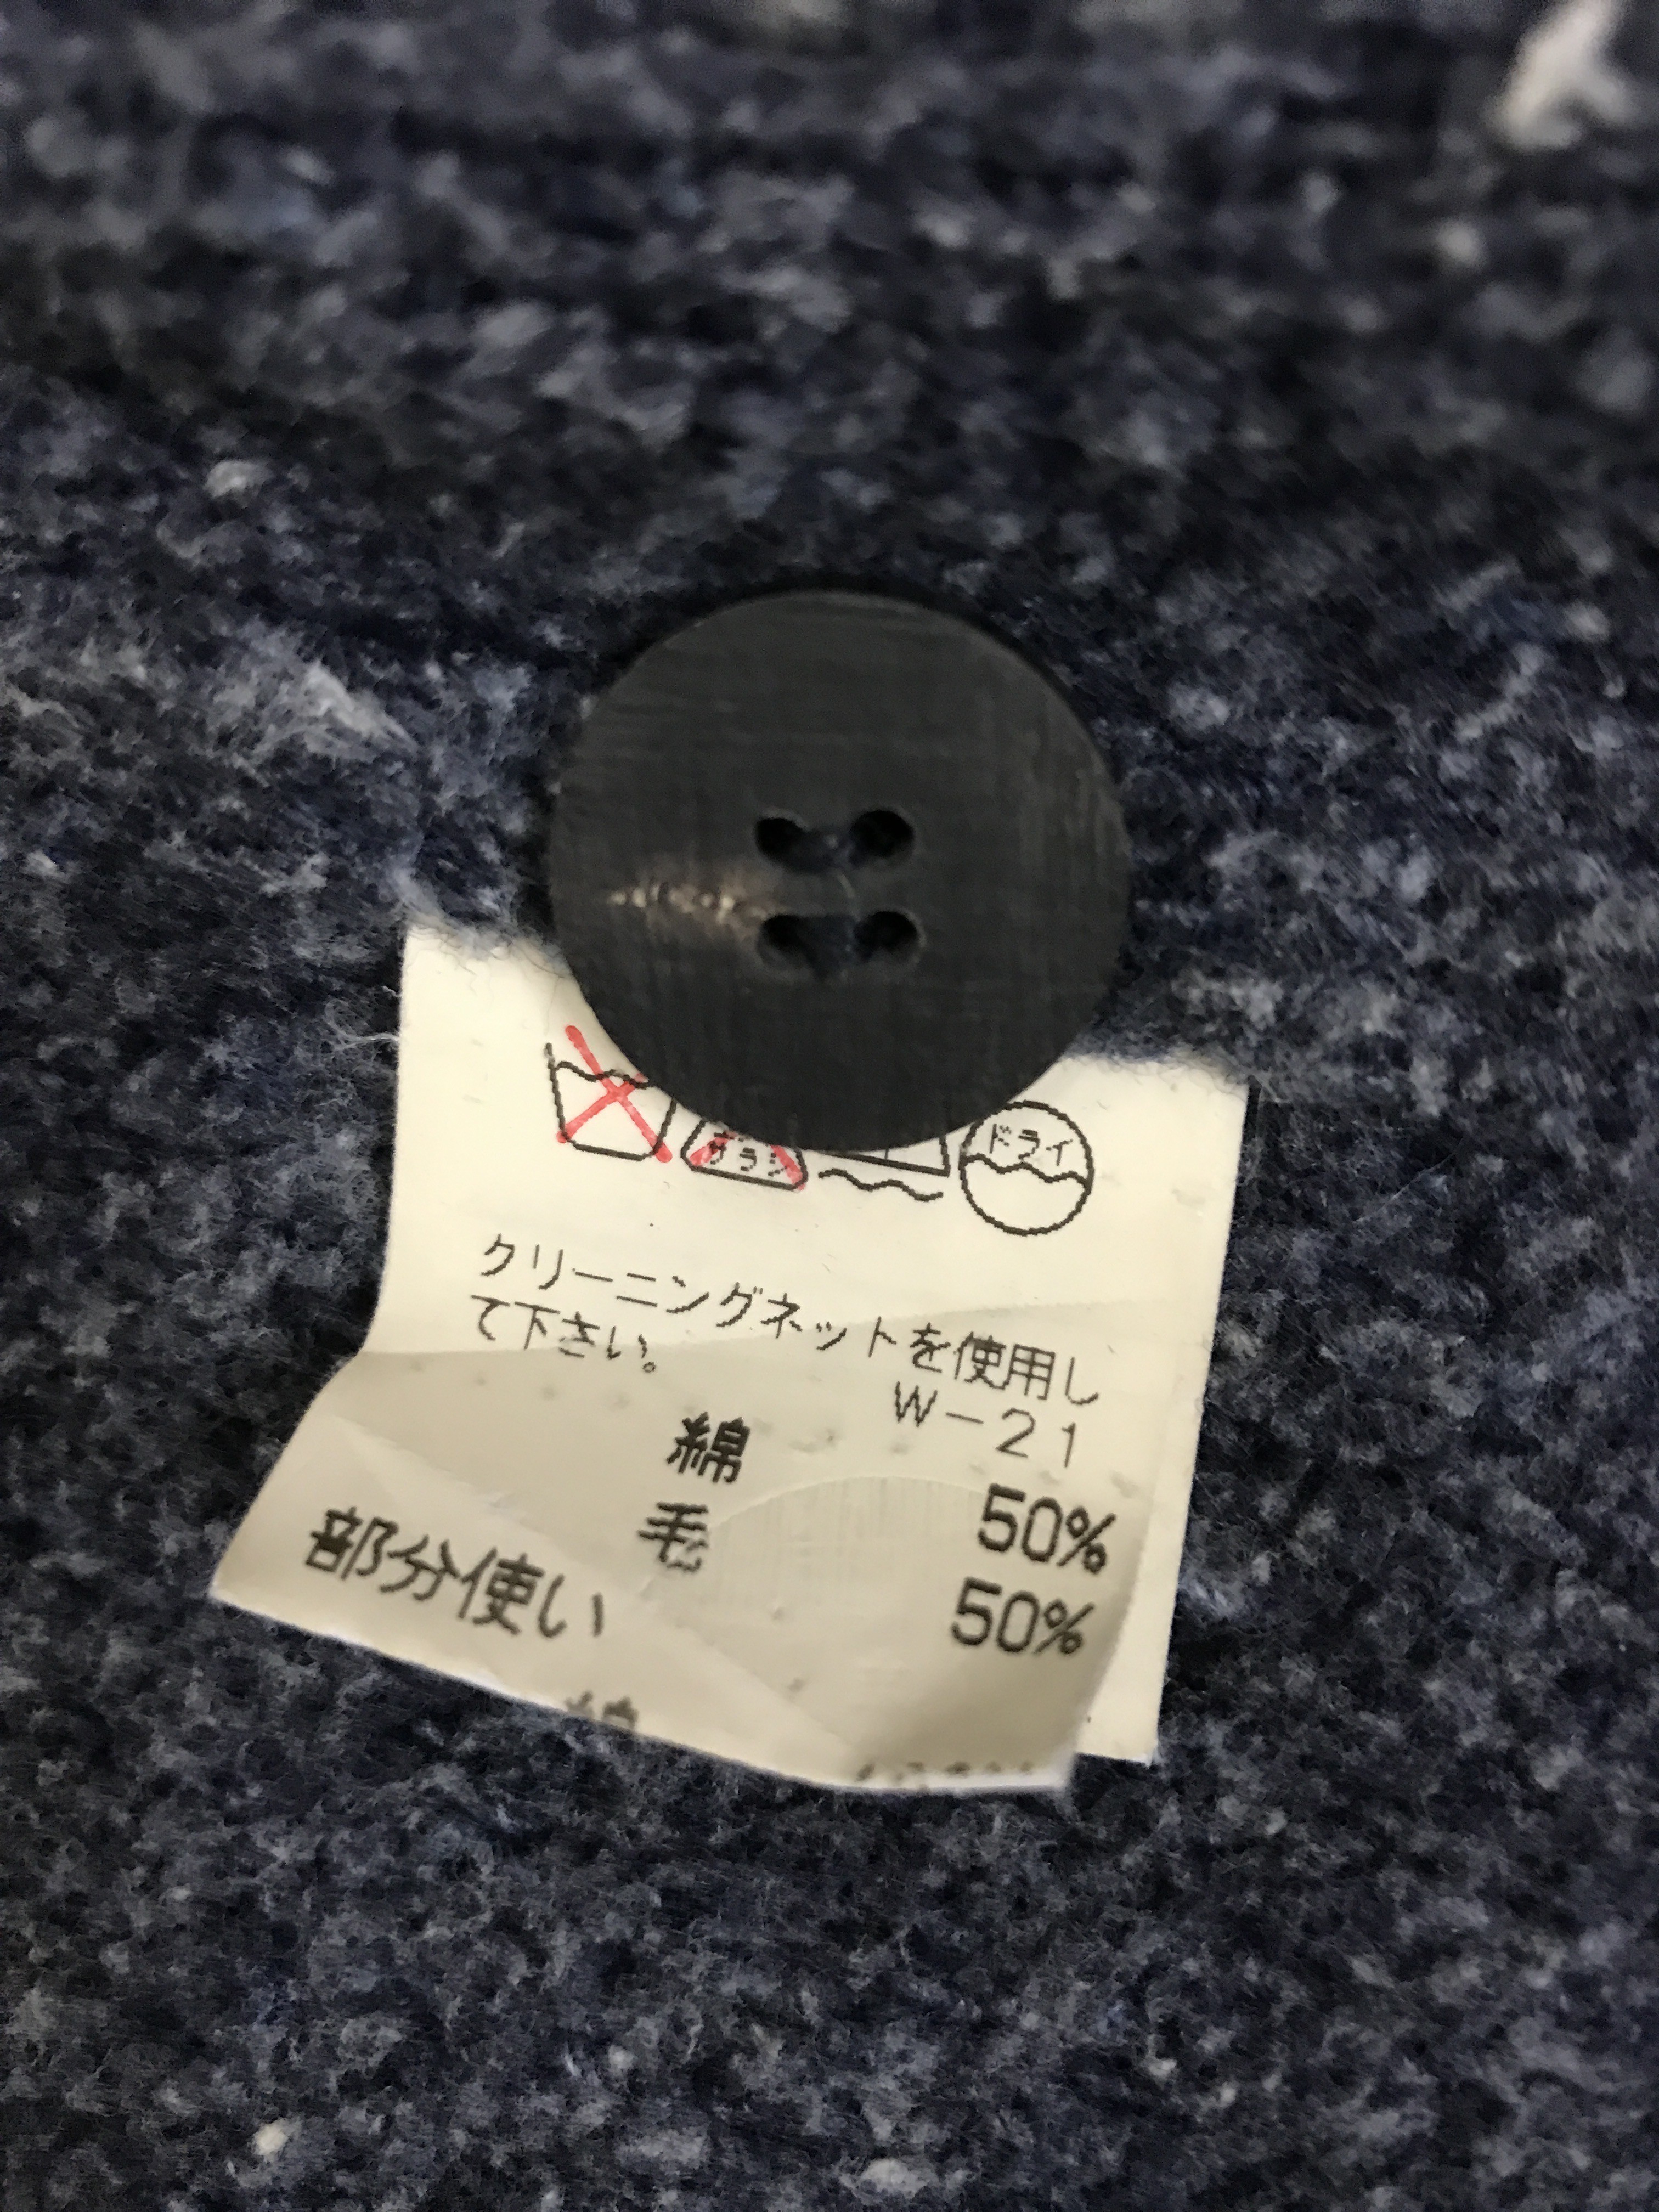 ドライ
クリーニングネットを使用し
て下さい。
W-21
綿 50%
毛 50%
部分使い